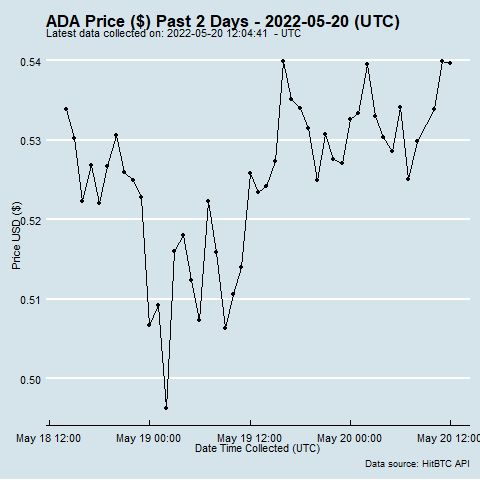 ADA Price ($) Past 2 Days - 2022-05-20 (UTC)
Latest data collected on: 2022-05-20 12:04:41 - UTC
0.54
0.53
0.52
0.51
0.50
Price USD ($)
May 18 12:00 May 19 00:00 May 19 12:00 May 20 00:00 May 20 12:00
Date Time Collected (UTC)
Data source: HitBTC API